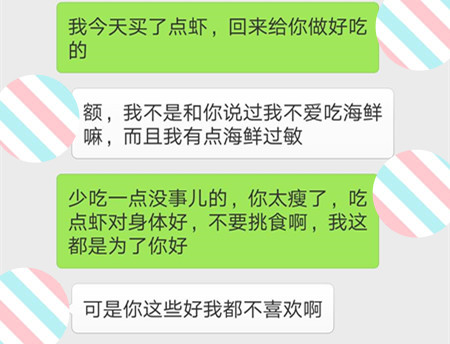 我今天买了点虾，回来给你做好吃
的
额，我不是和你说过我不爱吃海鲜
嘛，而且我有点海鲜过敏
少吃一点没事儿的，你太瘦了，吃
点虾对身体好，不要挑食啊，我这
都是为了你好
可是你这些好我都不喜欢啊